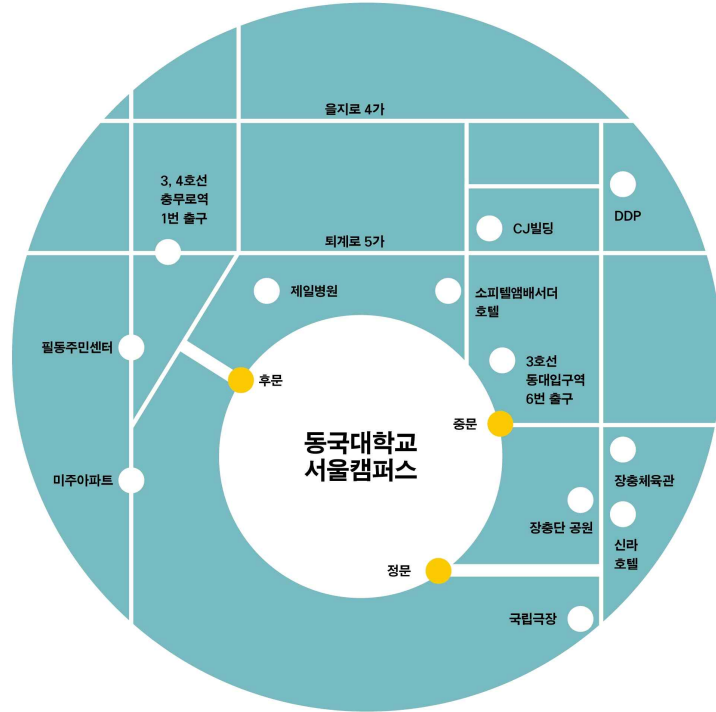 을지로 4가
3, 4호선
충무로역
1번 출구
DDP
CJ빌딩
퇴계로 5가
제일병원
소피텔앰배서더
호텔
필동주민센터
3호선
동대입구역
6번 출구
후문
중문
동국대학교
서울캠퍼스
미주아파트
장충체육관
장충단 공원
신라
호텔
정문
국립극장